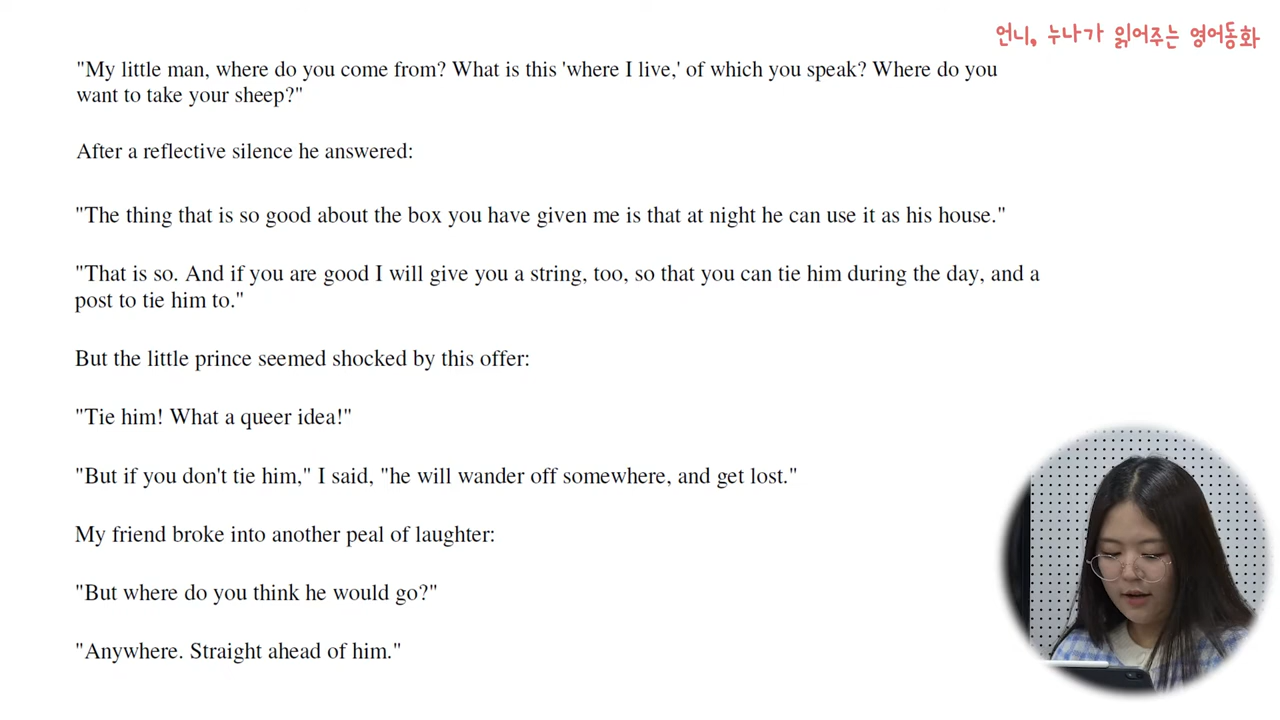 언니, 누나가 읽어주는 영어동화
"My little man, where do you come from? What is this 'where I live,' of which you speak? Where do you
want to take your sheep?"
After a reflective silence he answered:
"The thing that is so good about the box you have given me is that at night he can use it as his house."
"That is so. And if you are good I will give you a string, too, so that you can tie him during the day, and a
post to tie him to."
But the little prince seemed shocked by this offer:
"Tie him! What a queer idea!"
"But if you don't tie him," I said, "he will wander off somewhere, and get lost."
My friend broke into another peal of laughter:
"But where do you think he would go?"
"Anywhere. Straight ahead of him."